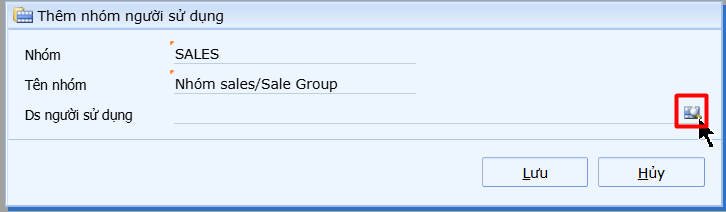 Thêm nhóm người sử dụng
Nhóm SALES
Tên nhóm Nhóm sales/Sale Group
Ds người sử dụng
Lưu Hủy